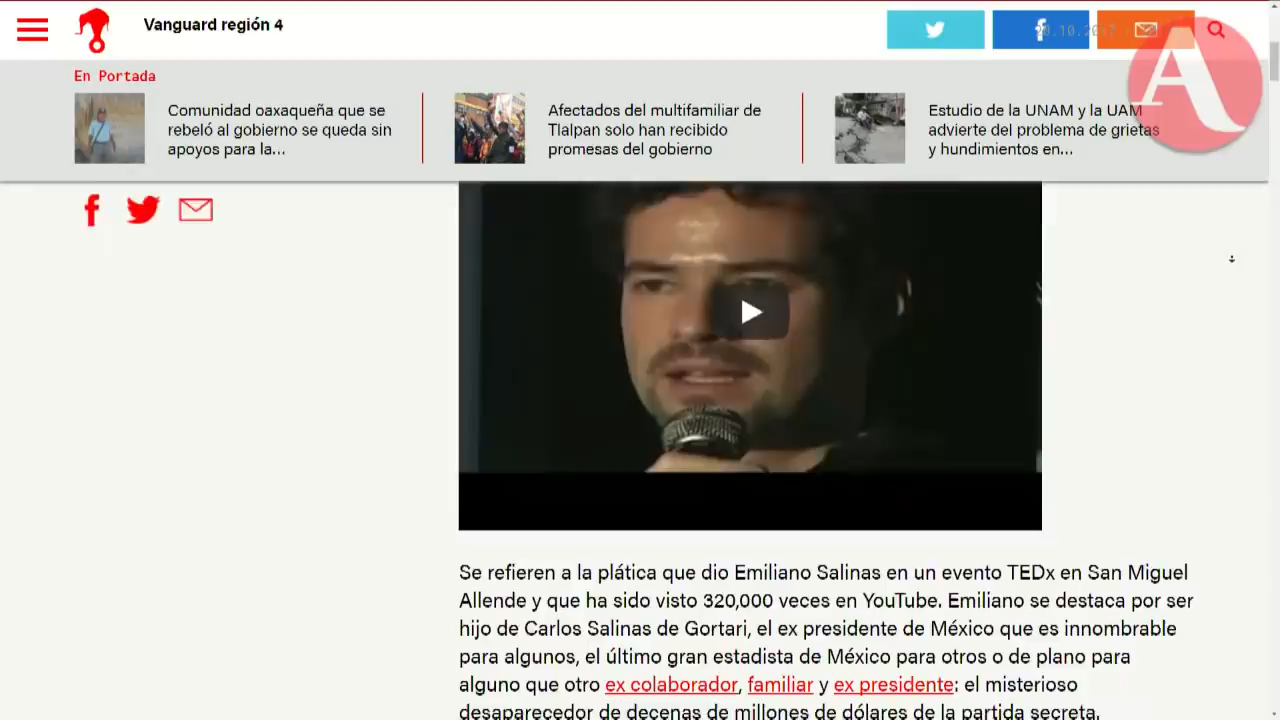 Vanguard región 4
En Portada
Comunidad oaxaqueña que se
rebeló al gobierno se queda sin
apoyos para la...
Afectados del multifamiliar de
Tlalpan solo han recibido
promesas del gobierno
Estudio de la UNAM y la UAM
advierte del problema de grietas
y hundimientos en...
A
Se refieren a la plática que dio Emiliano Salinas en un evento TEDx en San Miguel
Allende y que ha sido visto 320,000 veces en YouTube. Emiliano se destaca por ser
hijo de Carlos Salinas de Gortari, el ex presidente de México que es innombrable
para algunos, el último gran estadista de México para otros o de plano para
alguno que otro ex colaborador, familiar y ex presidente: el misterioso
desaparecedor de decenas de millones de dólares de la partida secreta.